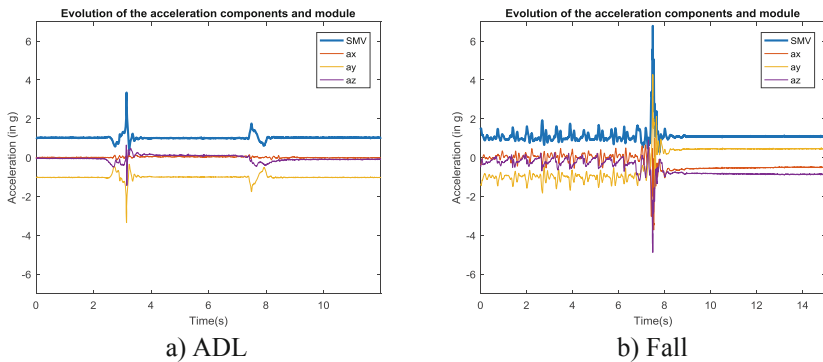 Evolution of the acceleration components and module
Acceleration (in g)
6
4
2
0
-2
-4
-6
0
2
4
6
8
10
Time(s)
SMV
ax
ay
az
a) ADL
Evolution of the acceleration components and module
Acceleration (in g)
6
4
2
0
-2
-4
-6
0
2
4
6
8
10
12
14
Time(s)
SMV
ax
ay
az
b) Fall